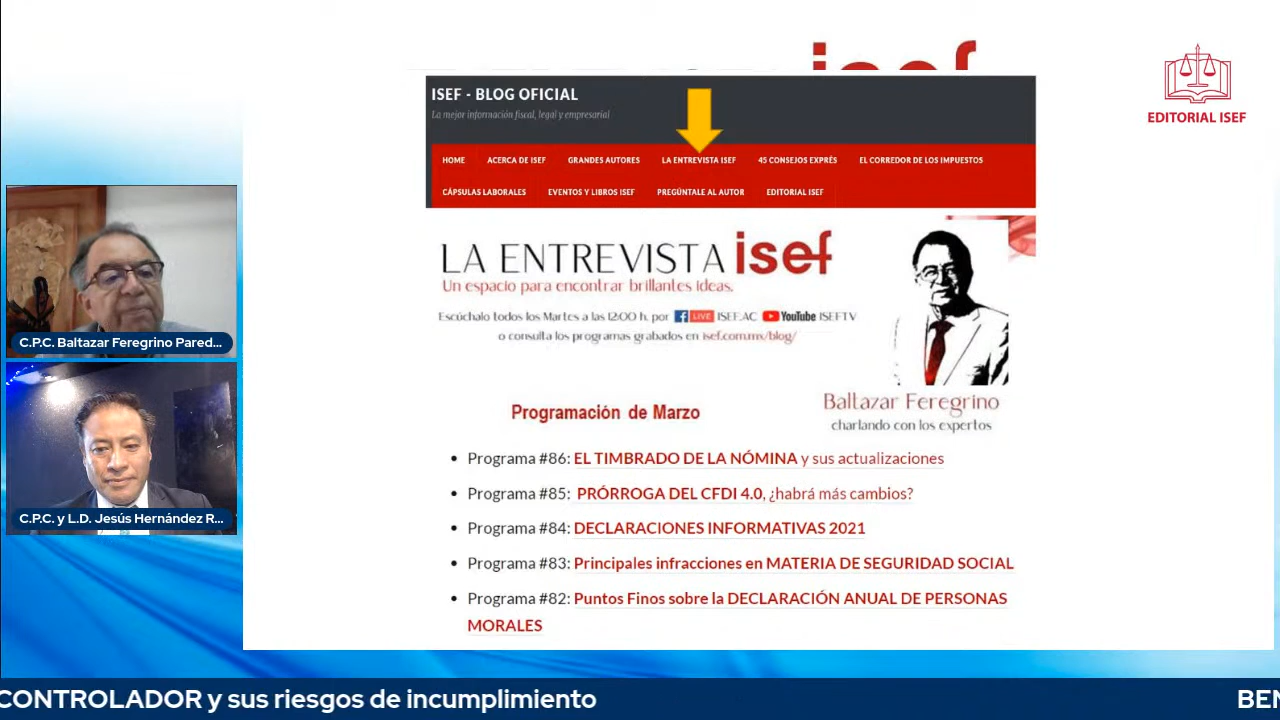 isef
EDITORIAL ISEF
ISEF - BLOG OFICIAL
La mejor información fiscal, legal y empresarial
HOME ACERCA DE ISEF GRANDES AUTORES LA ENTREVISTA ISEF 45 CONSEJOS EXPRÉS EL CORREDOR DE LOS IMPUESTOS
CÁPSULAS LABORALES EVENTOS Y LIBROS ISEF PREGÚNTALE AL AUTOR EDITORIAL ISEF
LA ENTREVISTA isef
Un espacio para encontrar brillantes ideas.
Escúchalo todos los Martes a las 12:00 h. por f LIVE ISEF.AC YouTube ISEFTV
o consulta los programas grabados en isef.com.mx/blog/
Baltazar Feregrino
charlando con los expertos
Programación de Marzo
• Programa #86: EL TIMBRADO DE LA NÓMINA y sus actualizaciones
• Programa #85: PRÓRROGA DEL CFDI 4.0, ¿habrá más cambios?
• Programa #84: DECLARACIONES INFORMATIVAS 2021
• Programa #83: Principales infracciones en MATERIA DE SEGURIDAD SOCIAL
• Programa #82: Puntos Finos sobre la DECLARACIÓN ANUAL DE PERSONAS
MORALES
C.P.C. Baltazar Feregrino Pared...
C.P.C. y L.D. Jesús Hernández R...
CONTROLADOR y sus riesgos de incumplimiento
BEN